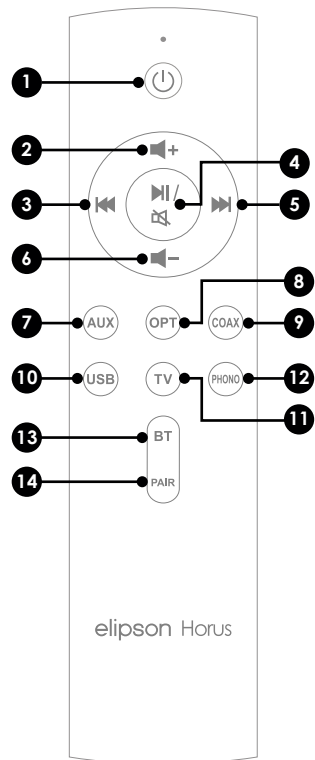 1
2 +
4
/
3 5
6 -
8
7 AUX OPT COAX 9
10 USB TV PHONO 12
11
13 BT
14 PAIR
elipson Horus